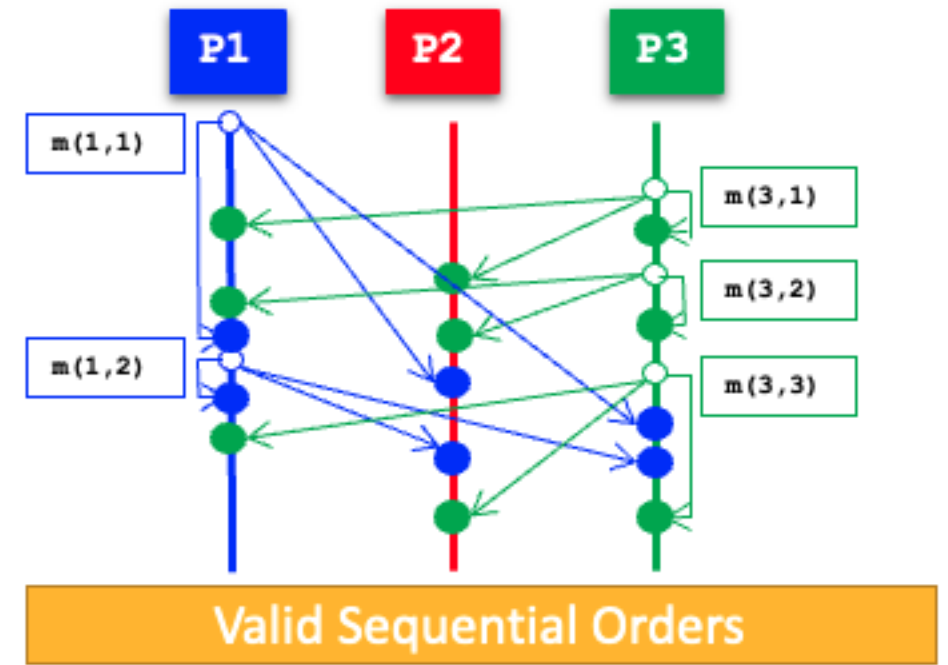 P1
P2
P3
m(1,1)
m(3,1)
m(3,2)
m(1,2)
m(3,3)
Valid Sequential Orders